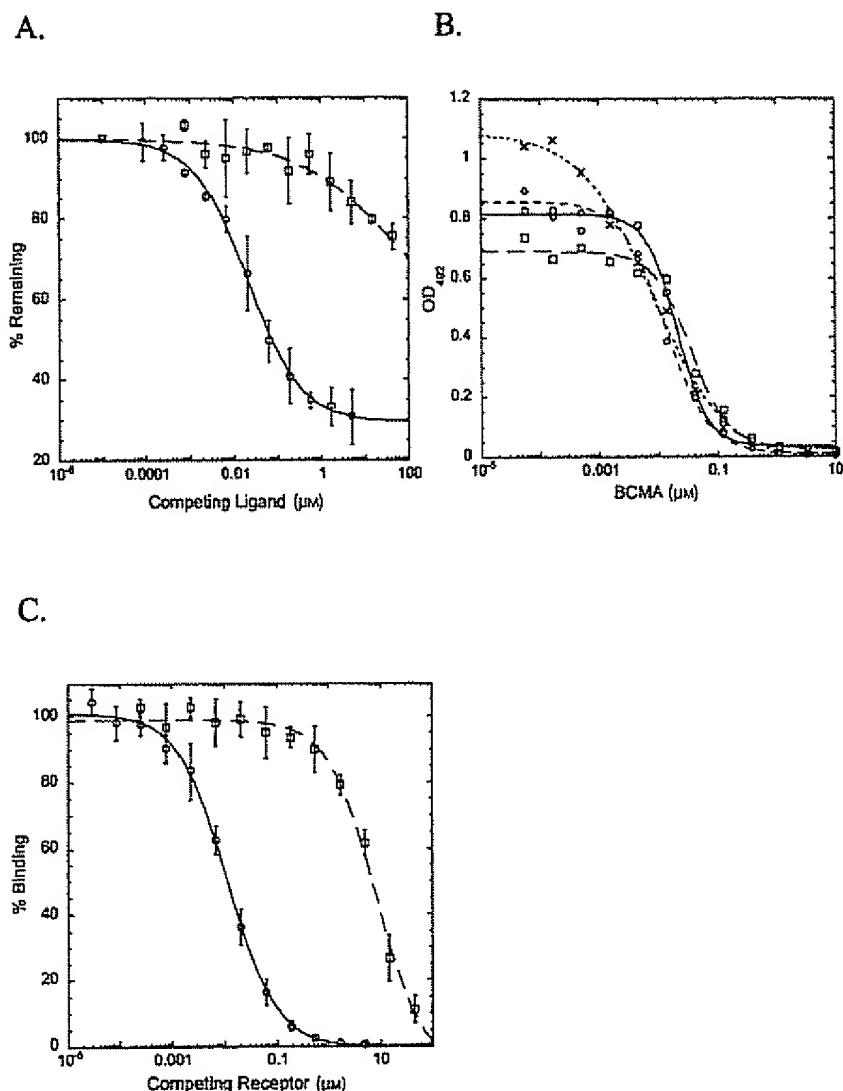 A.
B.
100
80
60
40
20
% Remaining
10⁻⁶ 0.0001 0.01 1 100
Competing Ligand (µM)
1.2
1
0.8
0.6
0.4
0.2
0
OD₄₉₂
10⁻⁵ 0.001 0.1 10
BCMA (µM)
C.
100
80
60
40
20
0
% Binding
10⁻⁵ 0.001 0.1 10
Competing Receptor (µM)